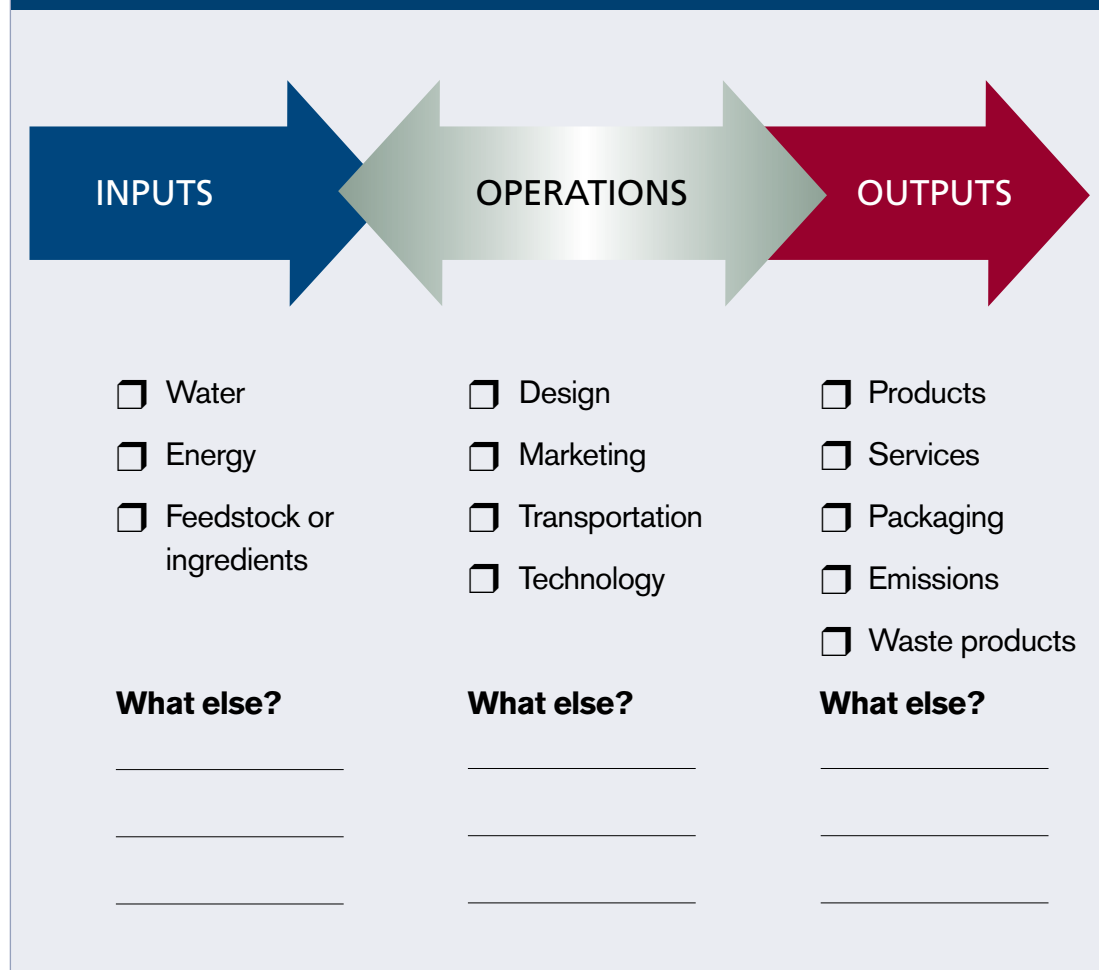 INPUTS
OPERATIONS
OUTPUTS
Water
Energy
Feedstock or
ingredients
What else?
Design
Marketing
Transportation
Technology
What else?
Products
Services
Packaging
Emissions
Waste products
What else?